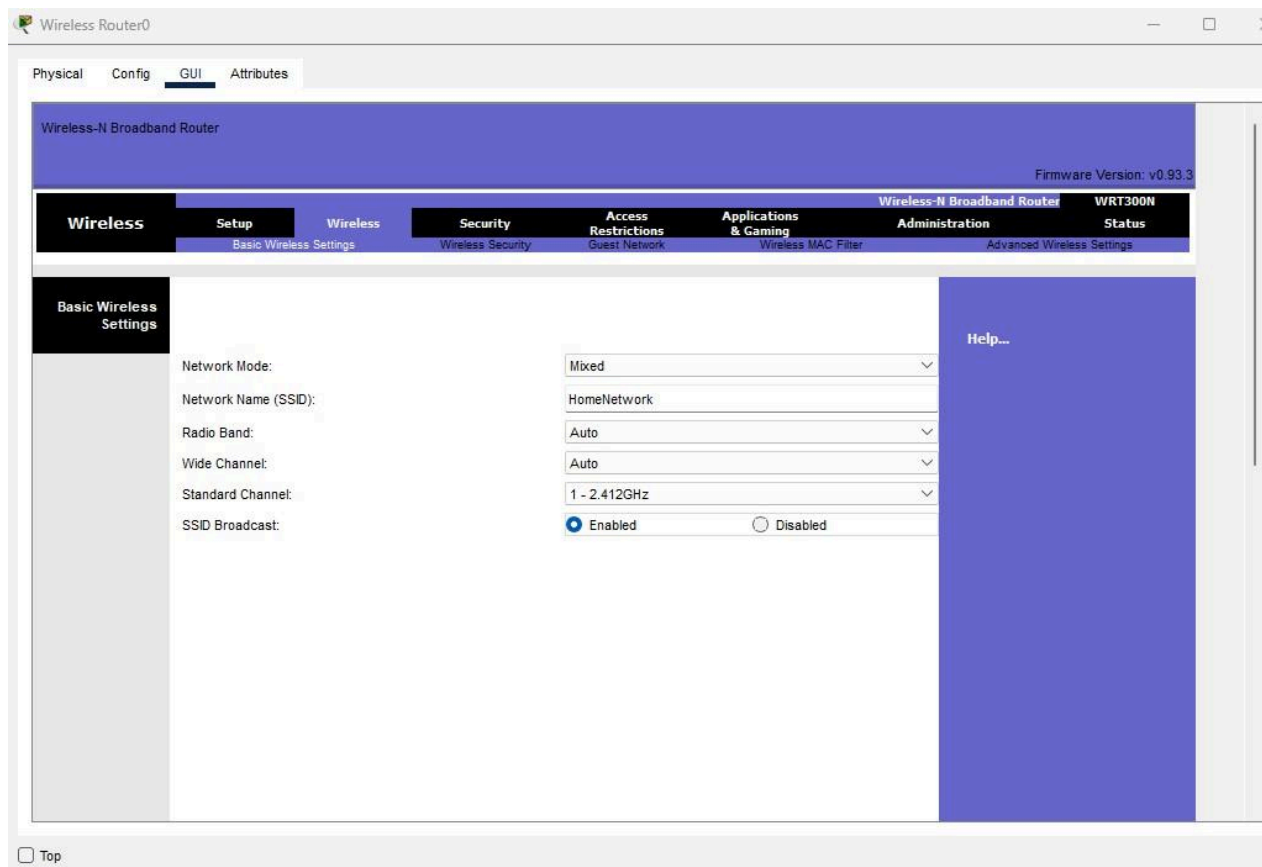 Wireless Router0
Physical Config GUI Attributes
Wireless-N Broadband Router
Firmware Version: v0.93.3
Wireless-N Broadband Router WRT300N
Wireless Setup Wireless Security Access Restrictions Applications & Gaming Administration Status
Basic Wireless Settings Wireless Security Guest Network Wireless MAC Filter Advanced Wireless Settings
Basic Wireless
Settings
Help...
Network Mode: Mixed
Network Name (SSID): HomeNetwork
Radio Band: Auto
Wide Channel: Auto
Standard Channel: 1 - 2.412GHz
SSID Broadcast: Enabled Disabled
Top